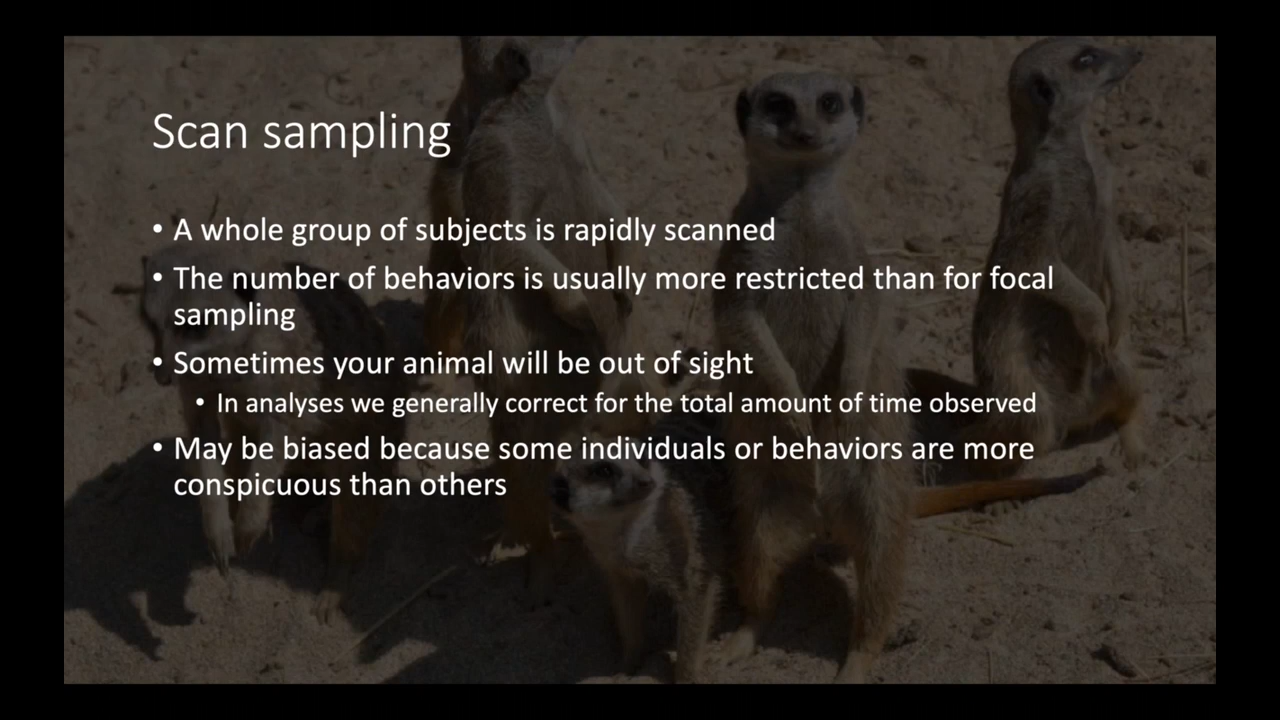 Scan sampling
• A whole group of subjects is rapidly scanned
• The number of behaviors is usually more restricted than for focal
sampling
• Sometimes your animal will be out of sight
• In analyses we generally correct for the total amount of time observed
• May be biased because some individuals or behaviors are more
conspicuous than others